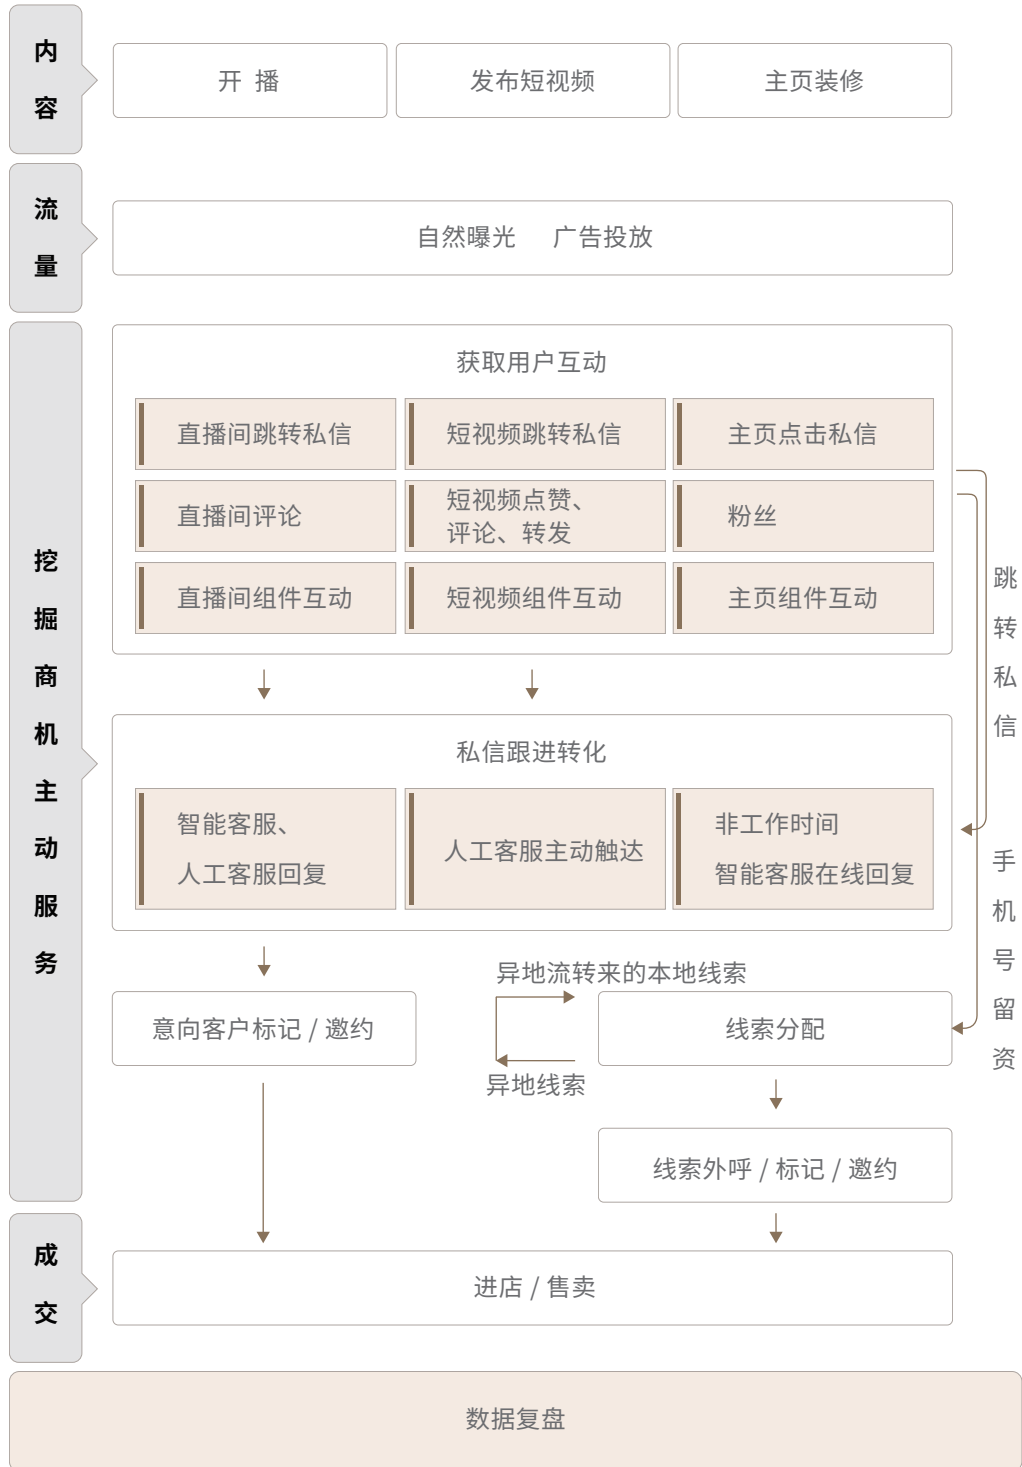 内容
开 播
发布短视频
主页装修
流量
自然曝光 广告投放
挖掘商机主动服务
获取用户互动
直播间跳转私信
短视频跳转私信
主页点击私信
直播间评论
短视频点赞、
评论、转发
粉丝
直播间组件互动
短视频组件互动
主页组件互动
跳转私信
私信跟进转化
智能客服、
人工客服回复
人工客服主动触达
非工作时间
智能客服在线回复
手机号留资
意向客户标记 / 邀约
异地流转来的本地线索
线索分配
异地线索
线索外呼 / 标记 / 邀约
成交
进店 / 售卖
数据复盘